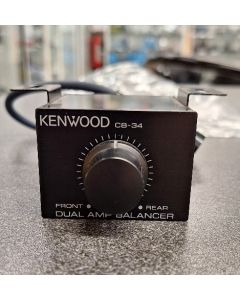 KENWOOD CB-34
FRONT REAR
DUAL AMP BALANCER